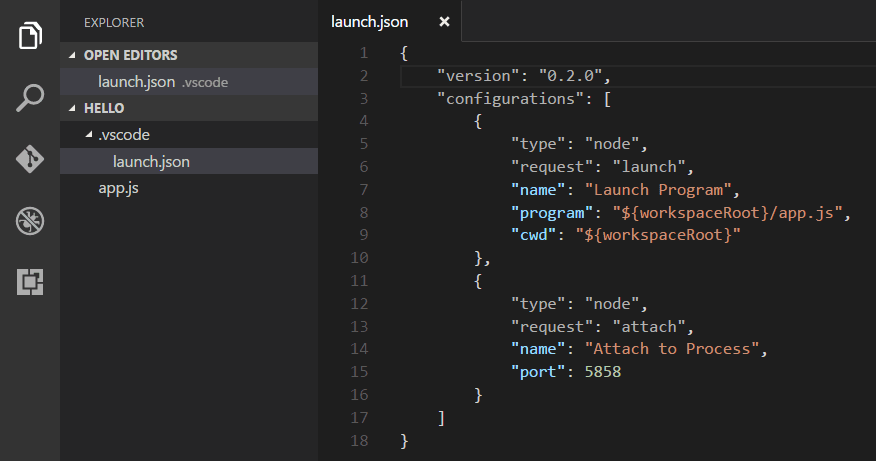 EXPLORER
OPEN EDITORS
launch.json .vscode
HELLO
.vscode
launch.json
app.js
launch.json
1 {
2     "version": "0.2.0",
3     "configurations": [
4         {
5             "type": "node",
6             "request": "launch",
7             "name": "Launch Program",
8             "program": "${workspaceRoot}/app.js",
9             "cwd": "${workspaceRoot}"
10         },
11         {
12             "type": "node",
13             "request": "attach",
14             "name": "Attach to Process",
15             "port": 5858
16         }
17     ]
18 }